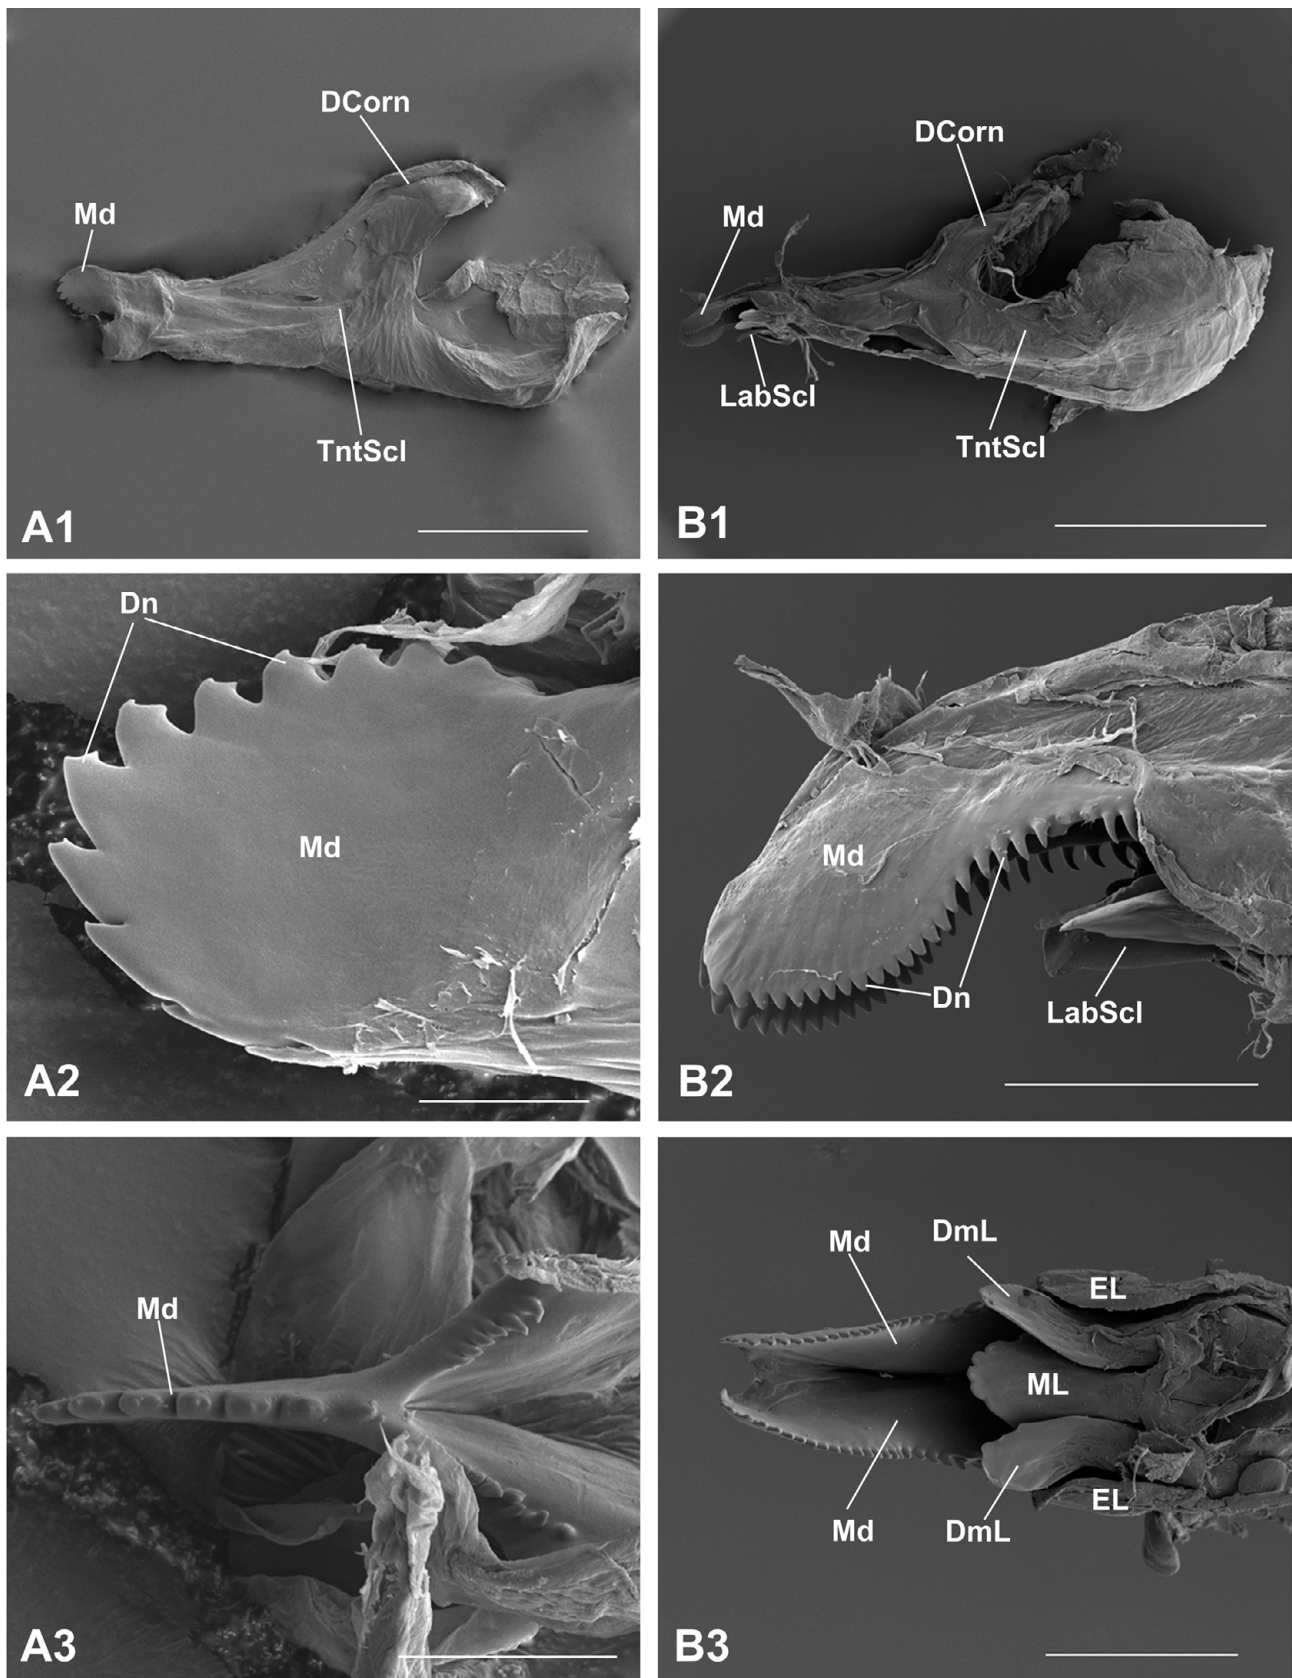 DCorn
Md
TntScl
A1
DCorn
Md
LabScl
TntScl
B1
Dn
Md
A2
Md
Dn
LabScl
B2
Md
A3
Md
DmL
EL
ML
EL
Md
DmL
B3